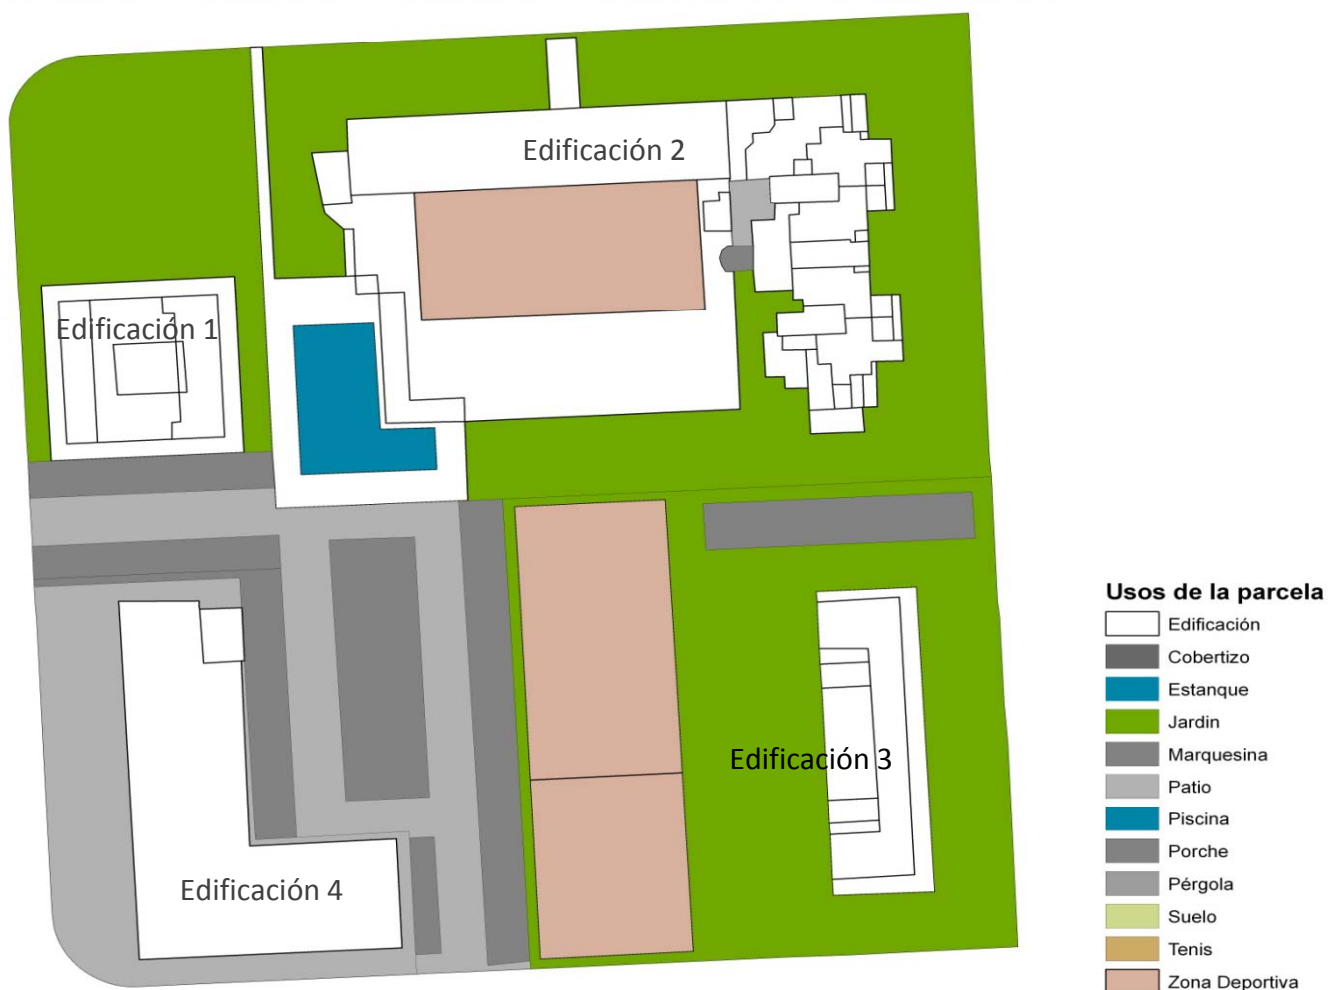 Edificación 2
Edificación 1
Edificación 3
Edificación 4
Usos de la parcela
Edificación
Cobertizo
Estanque
Jardin
Marquesina
Patio
Piscina
Porche
Pérgola
Suelo
Tenis
Zona Deportiva